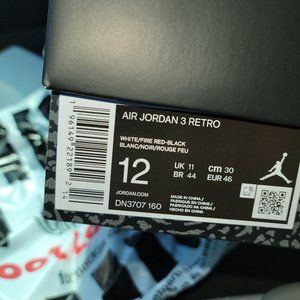 AIR JORDAN 3 RETRO
WHITE/FIRE RED-BLACK
BLANC/NOIR/ROUGE FEU
12
UK 11
cm 30
BR 44
EUR 46
JORDAN.COM
DN3707 160
MADE IN CHINA /
FABRIQUÉ EN CHINE /
FABRICADO NA CHINA /
HECHO EN CHINA